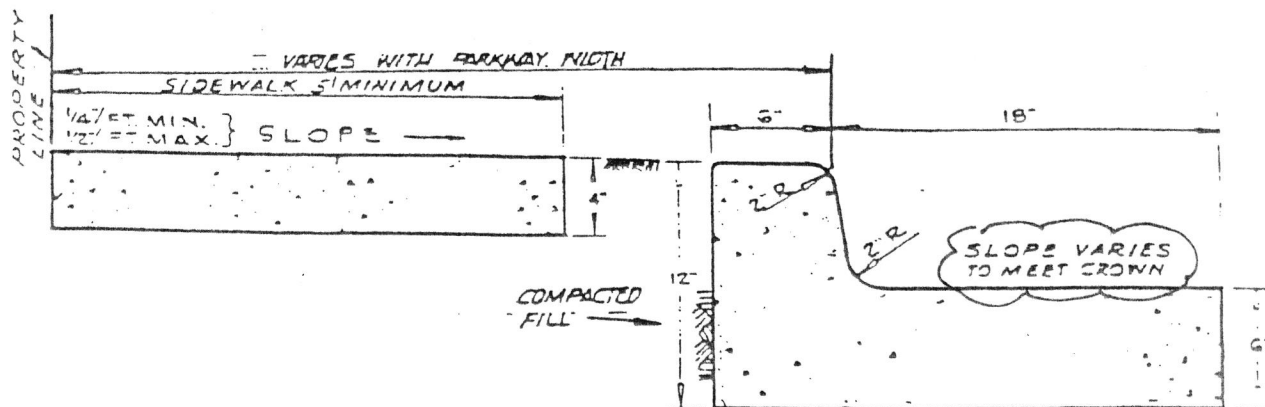 PROPERTY
LINE
VARIES WITH PARKWAY WIDTH
SIDEWALK 5' MINIMUM
1/4"/FT. MIN.
1/2"/FT. MAX. } SLOPE
6"
18"
4"
2" R
2" R
12"
SLOPE VARIES
TO MEET CROWN
COMPACTED
FILL
6"